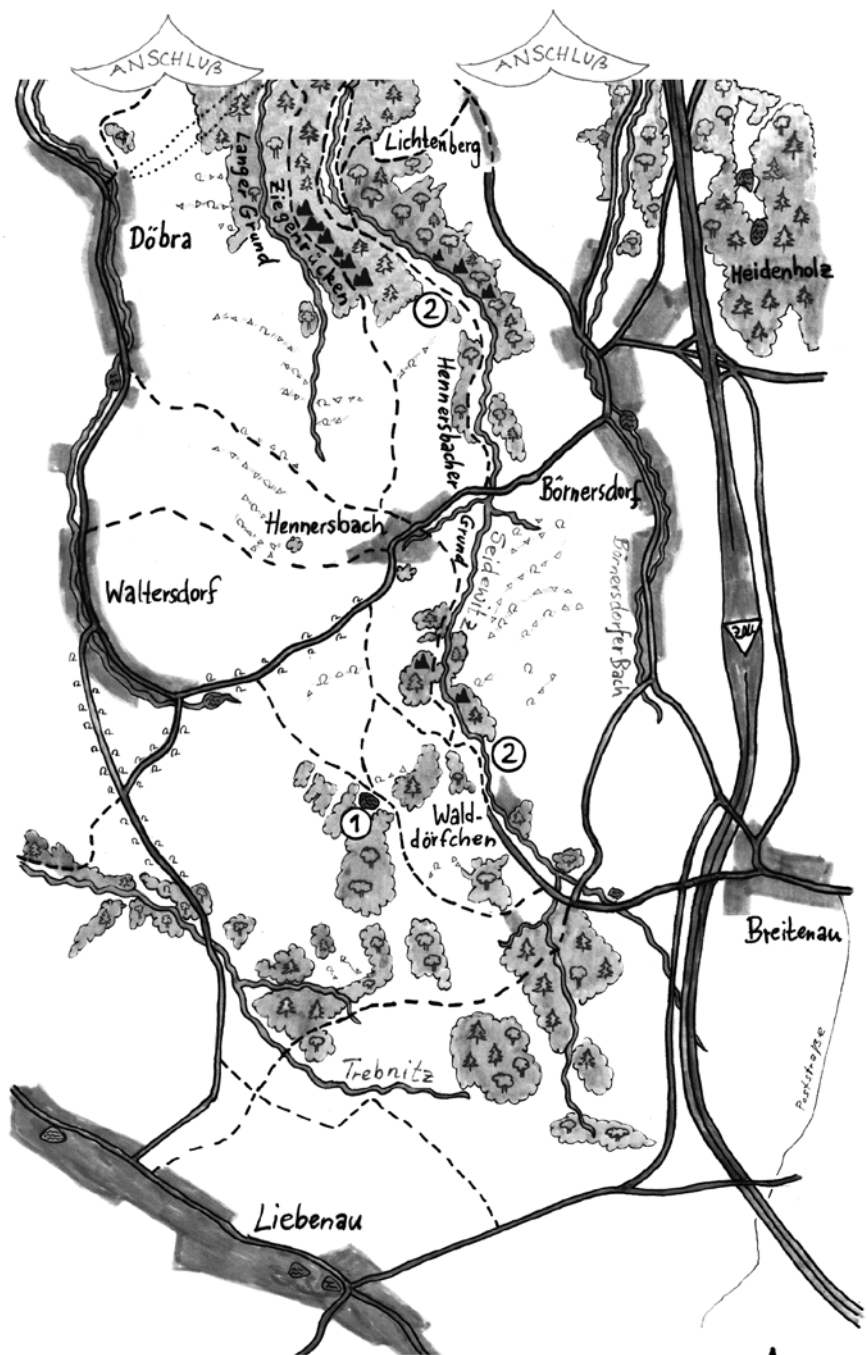 ANSCHLUß
ANSCHLUß
Lichtenberg
Langer Grund
Ziegenrücken
Döbra
Heidenholz
2
Hennersbacher
Grund
Börnersdorf
Hennersbach
Seidewitz
Börnersdorfer Bach
Waltersdorf
2
1
Wald-
dörfchen
Breitenau
Trebnitz
Poststraße
Liebenau